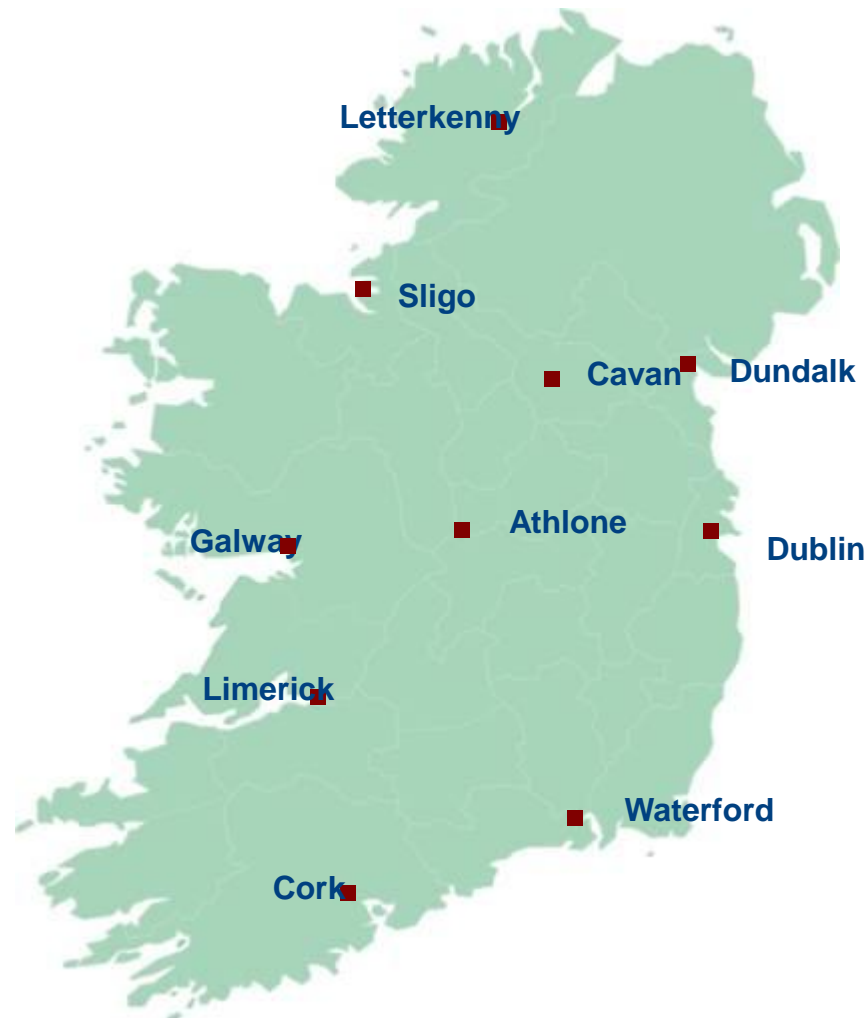 Letterkenny
Sligo
Cavan
Dundalk
Athlone
Galway
Dublin
Limerick
Waterford
Cork